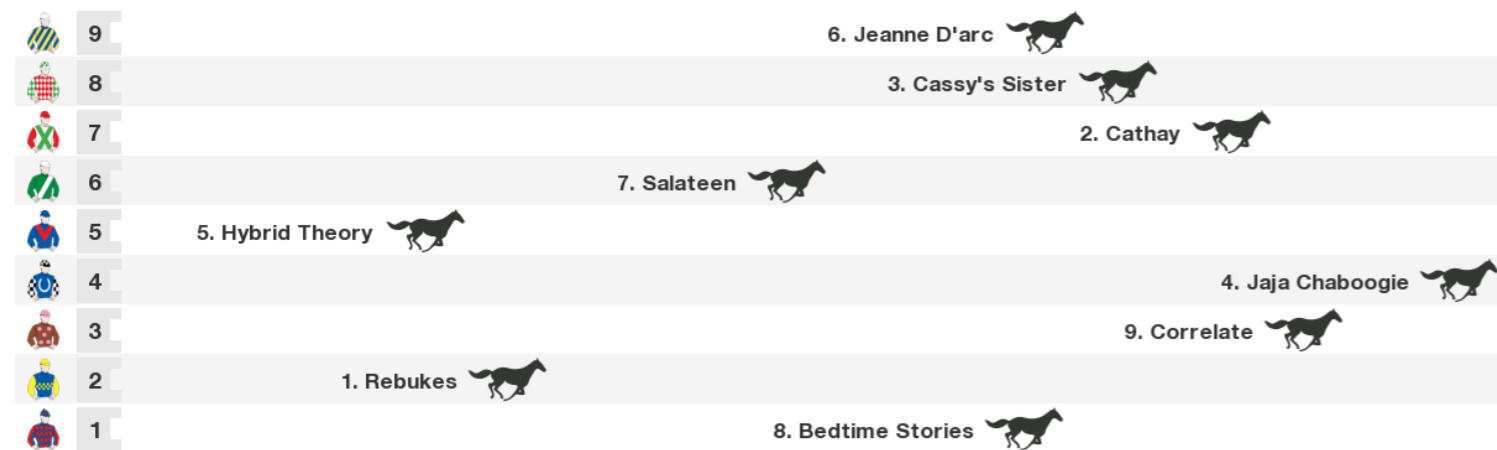 9 6. Jeanne D'arc
8 3. Cassy's Sister
7 2. Cathay
6 7. Salateen
5 5. Hybrid Theory
4 4. Jaja Chaboogie
3 9. Correlate
2 1. Rebukes
1 8. Bedtime Stories